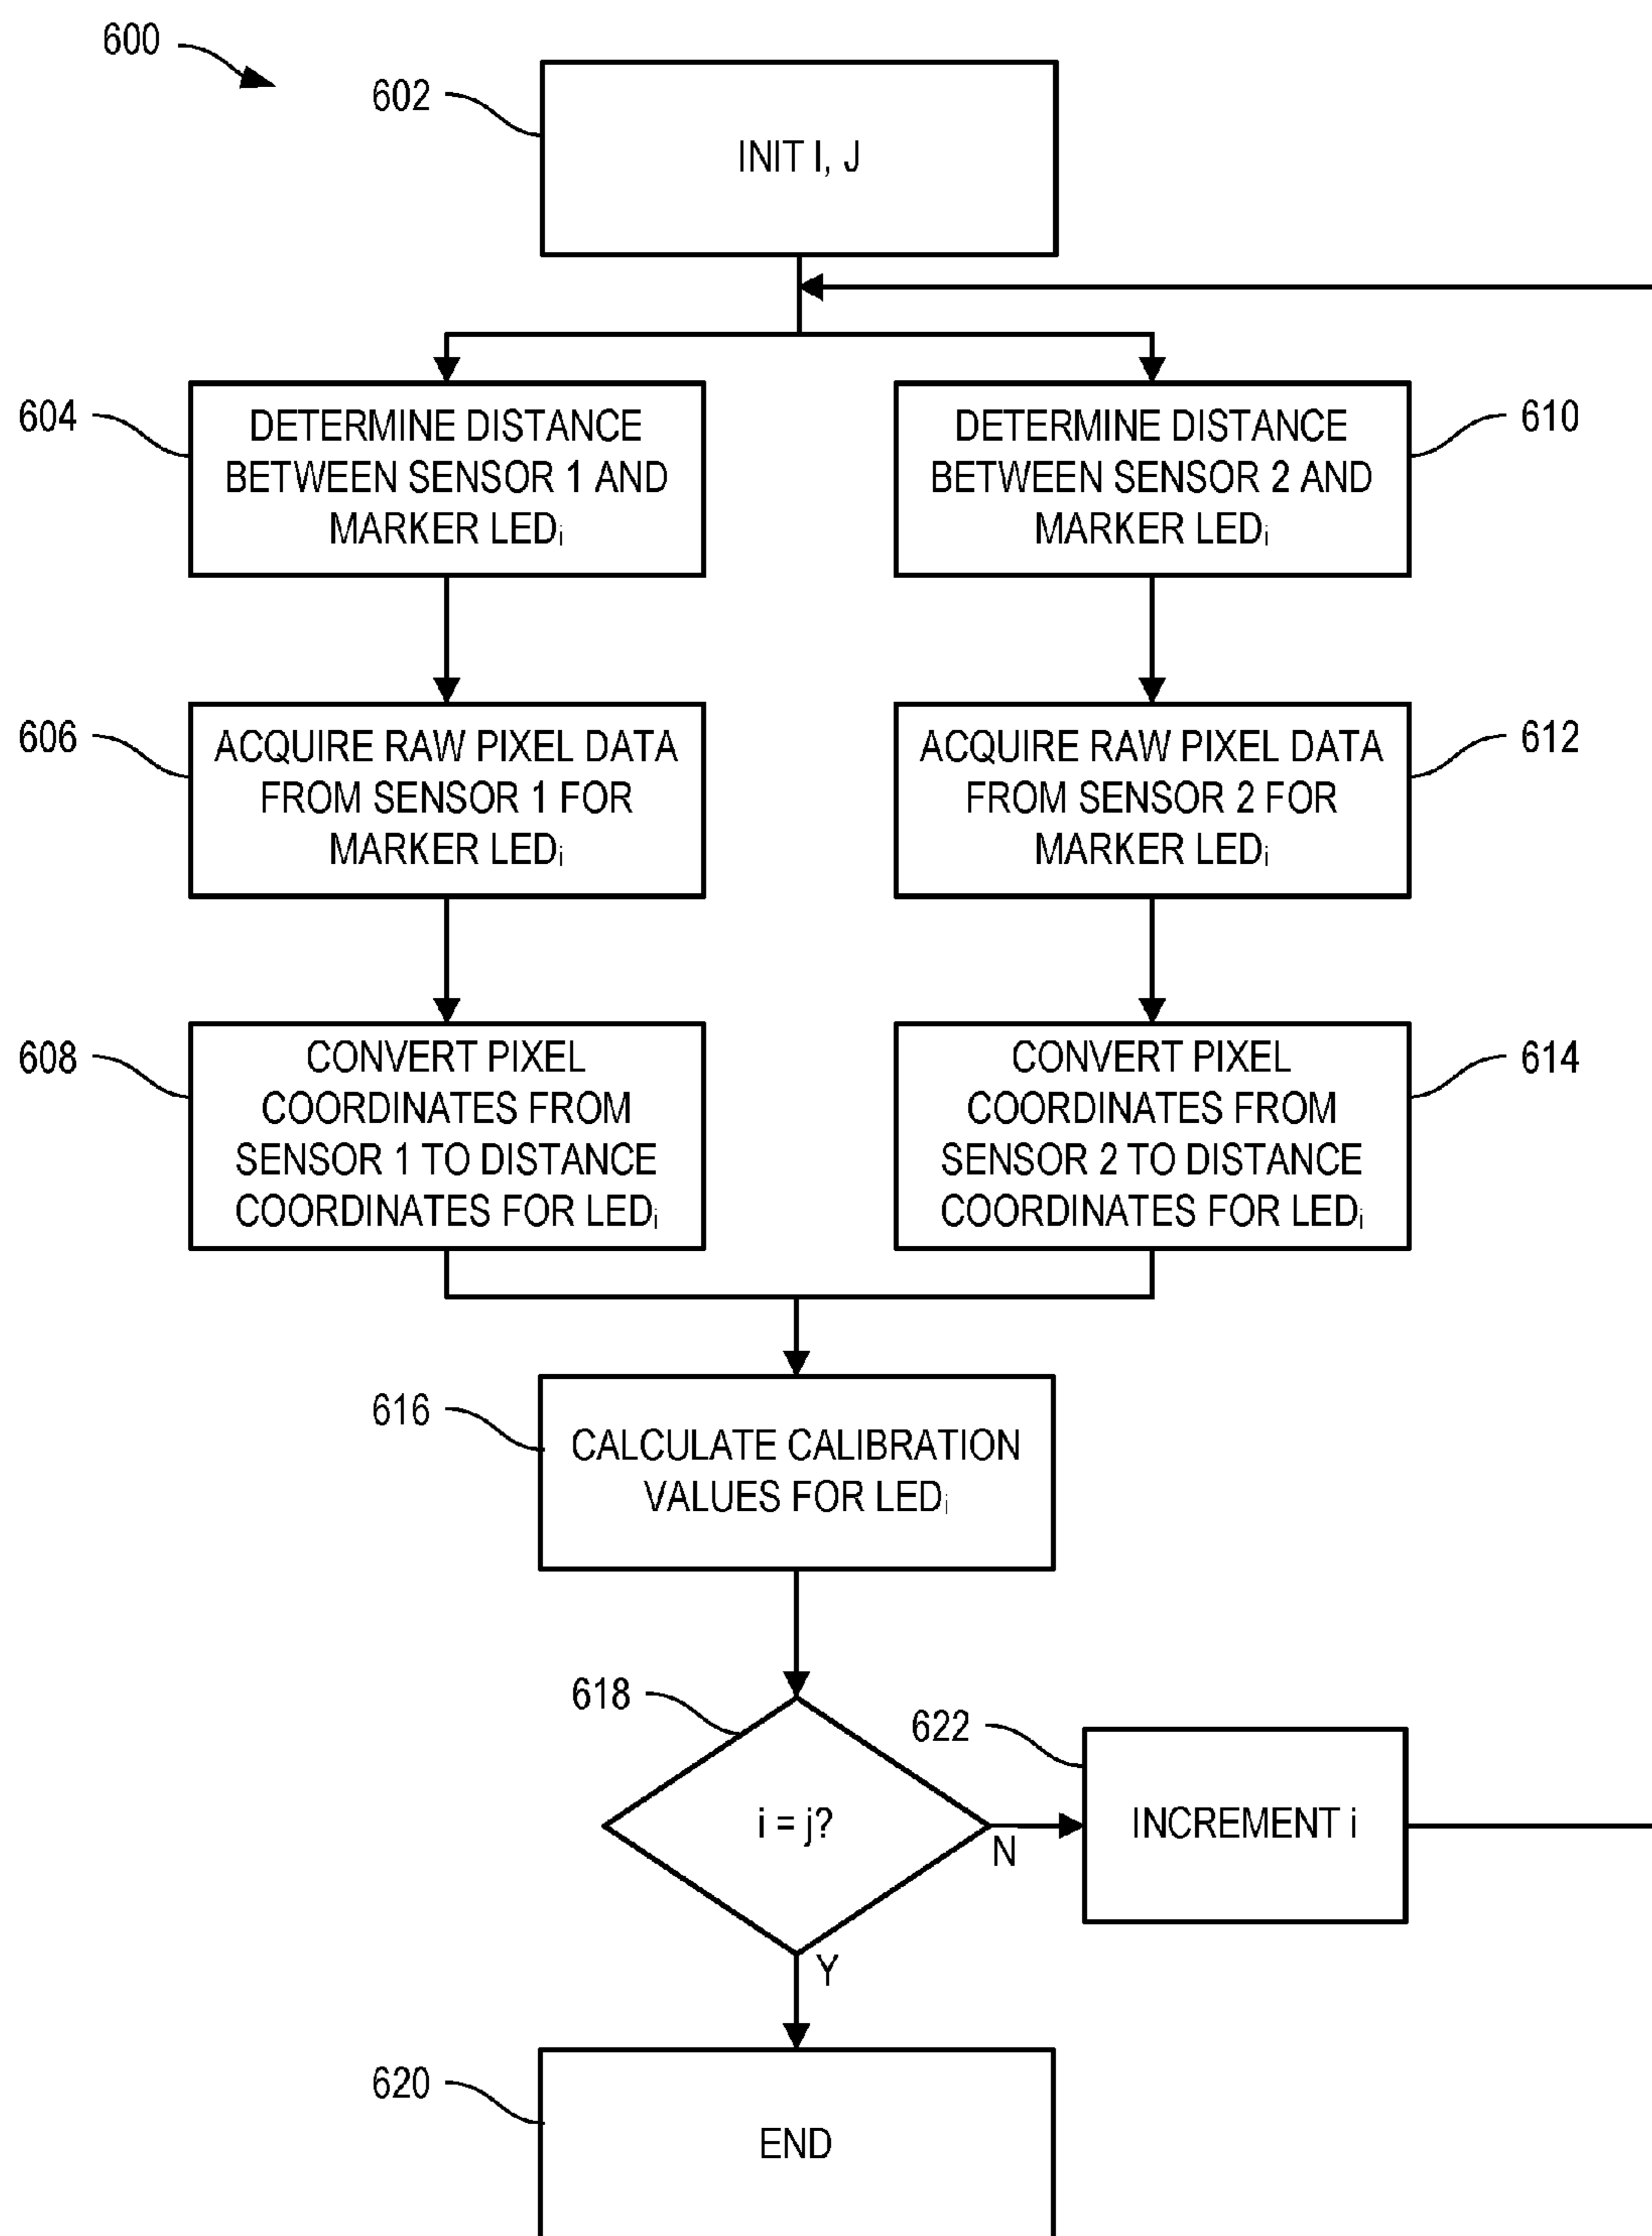 600
602
INIT I, J
604
DETERMINE DISTANCE
BETWEEN SENSOR 1 AND
MARKER LEDᵢ
610
DETERMINE DISTANCE
BETWEEN SENSOR 2 AND
MARKER LEDᵢ
606
ACQUIRE RAW PIXEL DATA
FROM SENSOR 1 FOR
MARKER LEDᵢ
612
ACQUIRE RAW PIXEL DATA
FROM SENSOR 2 FOR
MARKER LEDᵢ
608
CONVERT PIXEL
COORDINATES FROM
SENSOR 1 TO DISTANCE
COORDINATES FOR LEDᵢ
614
CONVERT PIXEL
COORDINATES FROM
SENSOR 2 TO DISTANCE
COORDINATES FOR LEDᵢ
616
CALCULATE CALIBRATION
VALUES FOR LEDᵢ
618
i = j?
N
Y
622
INCREMENT i
620
END